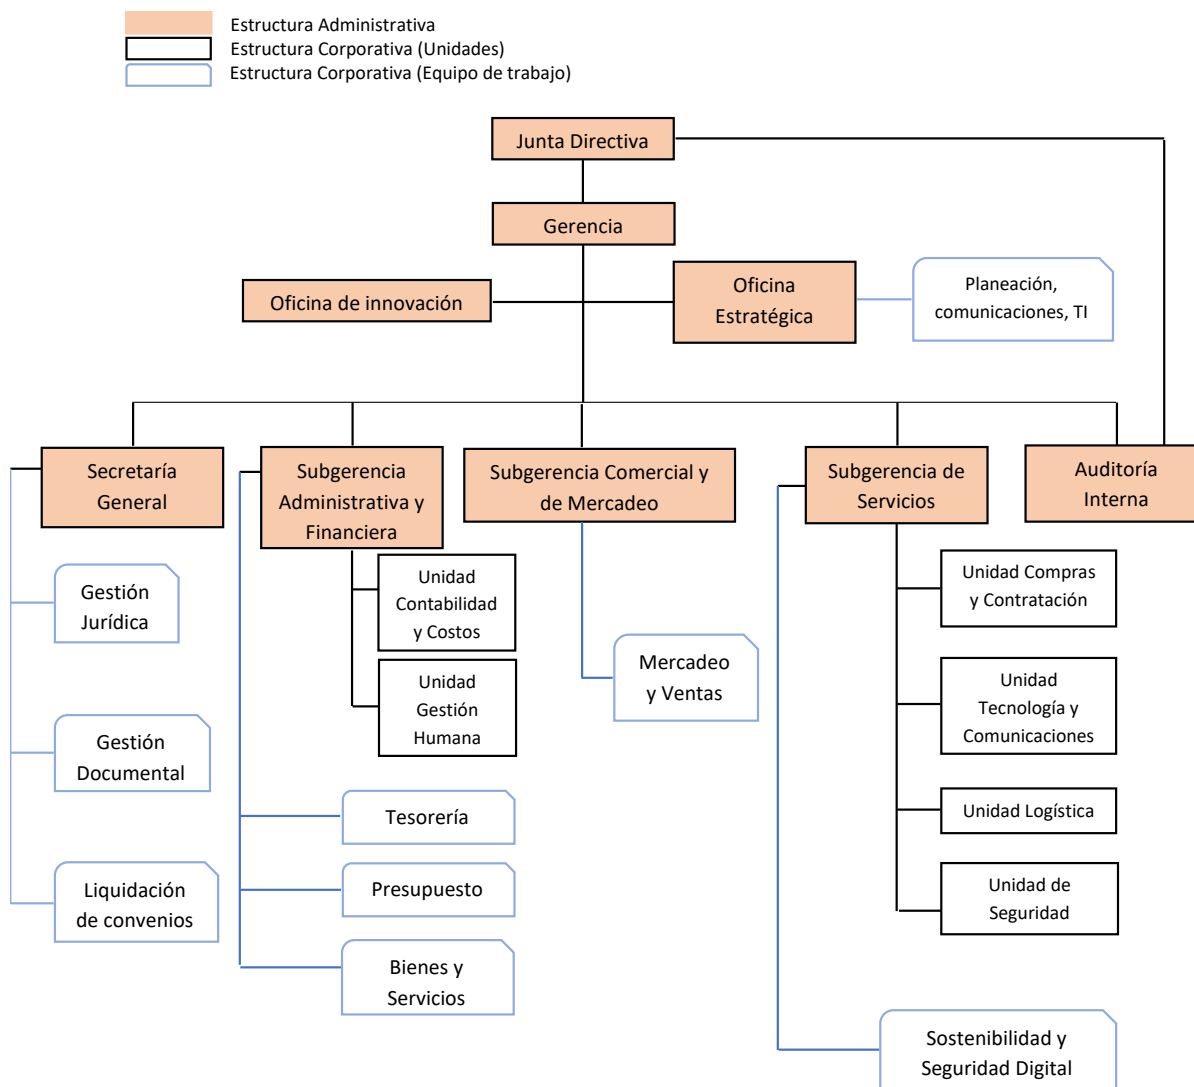 Estructura Administrativa
Estructura Corporativa (Unidades)
Estructura Corporativa (Equipo de trabajo)
Junta Directiva
Gerencia
Oficina de innovación
Oficina
Estratégica
Planeación,
comunicaciones, TI
Secretaría
General
Subgerencia
Administrativa y
Financiera
Subgerencia Comercial y
de Mercadeo
Subgerencia de
Servicios
Auditoría
Interna
Gestión
Jurídica
Gestión
Documental
Liquidación
de convenios
Unidad
Contabilidad
y Costos
Unidad
Gestión
Humana
Tesorería
Presupuesto
Bienes y
Servicios
Mercadeo
y Ventas
Unidad Compras
y Contratación
Unidad
Tecnología y
Comunicaciones
Unidad Logística
Unidad de
Seguridad
Sostenibilidad y
Seguridad Digital